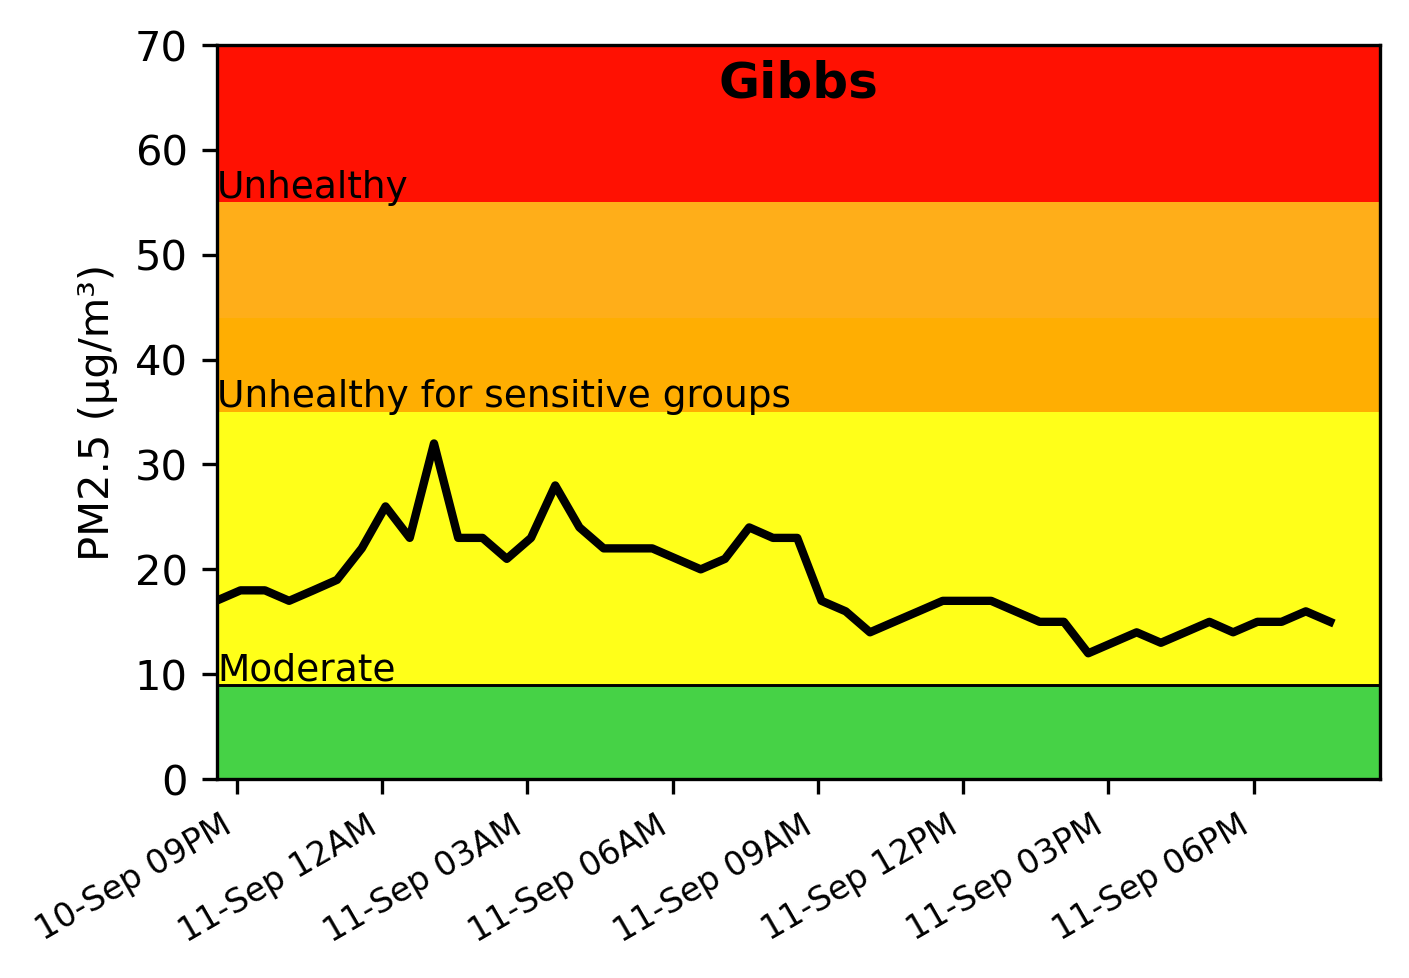 Gibbs
PM2.5 (µg/m³)
70
60
50
40
30
20
10
0
Unhealthy
Unhealthy for sensitive groups
Moderate
10-Sep 09PM
11-Sep 12AM
11-Sep 03AM
11-Sep 06AM
11-Sep 09AM
11-Sep 12PM
11-Sep 03PM
11-Sep 06PM